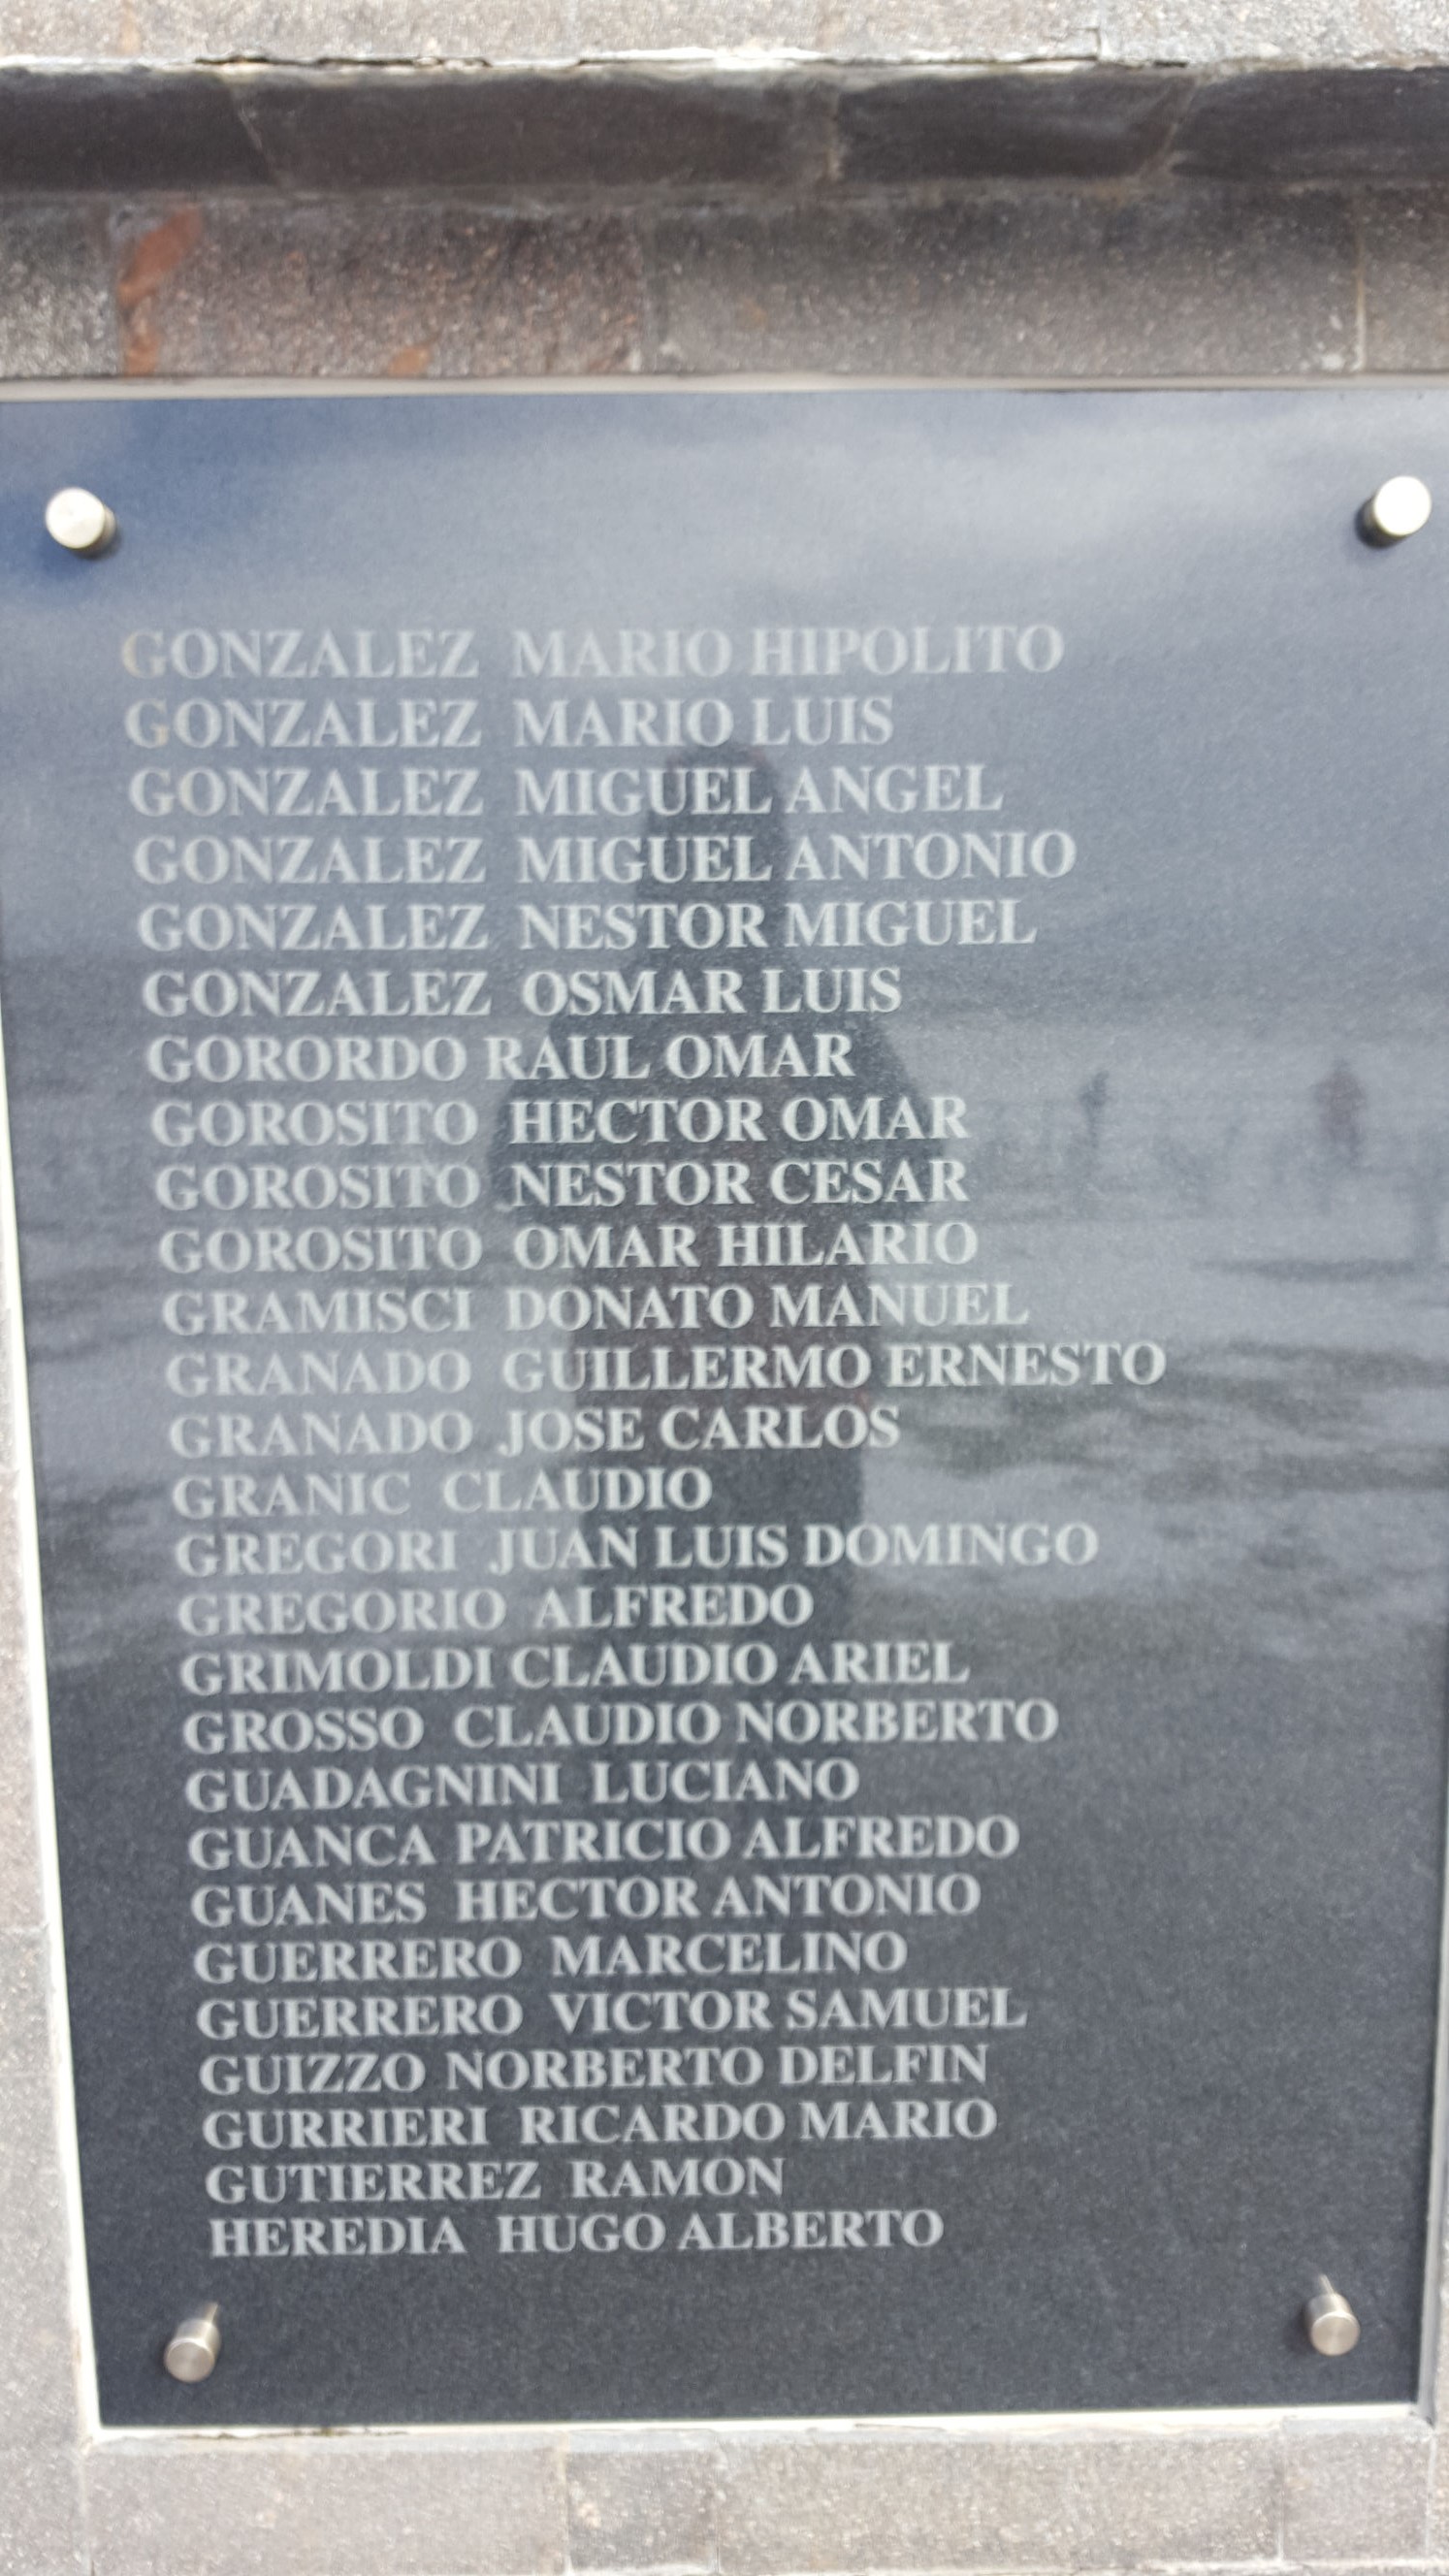 GONZALEZ MARIO HIPOLITO
GONZALEZ MARIO LUIS
GONZALEZ MIGUEL ANGEL
GONZALEZ MIGUEL ANTONIO
GONZALEZ NESTOR MIGUEL
GONZALEZ OSMAR LUIS
GORORDO RAUL OMAR
GOROSITO HECTOR OMAR
GOROSITO NESTOR CESAR
GOROSITO OMAR HILARIO
GRAMISCI DONATO MANUEL
GRANADO GUILLERMO ERNESTO
GRANADO JOSE CARLOS
GRANIC CLAUDIO
GREGORI JUAN LUIS DOMINGO
GREGORIO ALFREDO
GRIMOLDI CLAUDIO ARIEL
GROSSO CLAUDIO NORBERTO
GUADAGNINI LUCIANO
GUANCA PATRICIO ALFREDO
GUANES HECTOR ANTONIO
GUERRERO MARCELINO
GUERRERO VICTOR SAMUEL
GUIZZO NORBERTO DELFIN
GURRIERI RICARDO MARIO
GUTIERREZ RAMON
HEREDIA HUGO ALBERTO